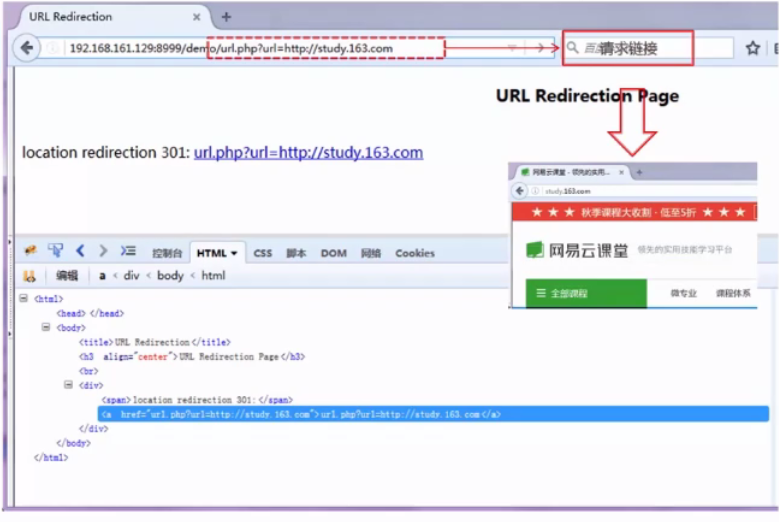 URL Redirection
192.168.161.129:8999/demo/url.php?url=http://study.163.com
请求链接
URL Redirection Page
location redirection 301: url.php?url=http://study.163.com
网易云课堂 - 领先的实用...
study.163.com
★ ★ ★ 秋季课程大收割 · 低至5折 ★ ★ ★
网易云课堂 领先的实用技能学习平台
全部课程 微专业 课程体系
控制台 HTML CSS 脚本 DOM 网络 Cookies
编辑 a < div < body < html
<html>
<head> </head>
<body>
<title>URL Redirection</title>
<h3 align="center">URL Redirection Page</h3>
<br>
<div>
<span>location redirection 301:</span>
<a href="url.php?url=http://study.163.com">url.php?url=http://study.163.com</a>
</div>
</body>
</html>